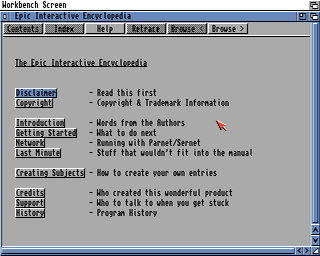 Workbench Screen
Epic Interactive Encyclopedia
Contents Index Help Retrace Browse < Browse >
The Epic Interactive Encyclopedia
Disclaimer - Read this first
Copyright - Copyright & Trademark Information
Introduction - Words from the Authors
Getting Started - What to do next
Network - Running with Parnet/Sernet
Last Minute - Stuff that wouldn't fit into the manual
Creating Subjects - How to create your own entries
Credits - Who created this wonderful product
Support - Who to talk to when you get stuck
History - Program History